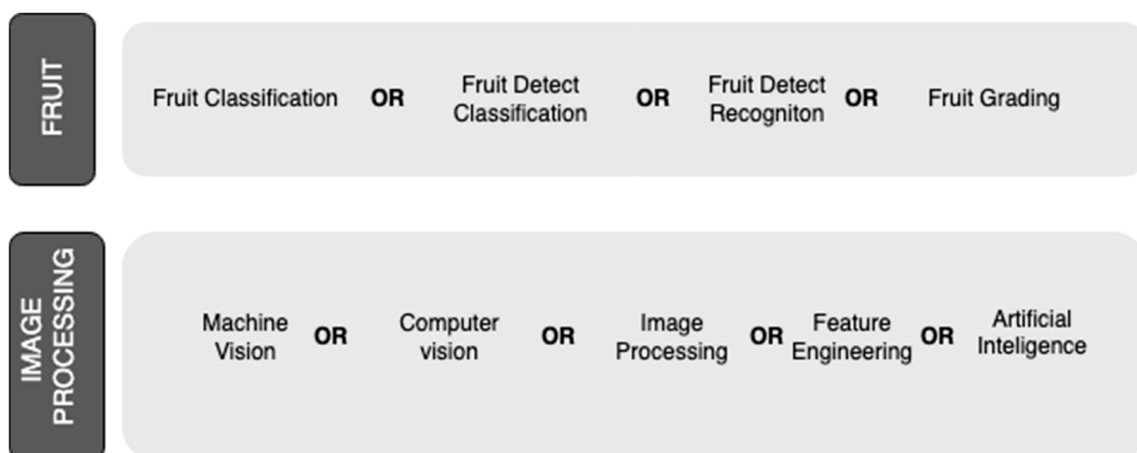 FRUIT
Fruit Classification OR Fruit Detect OR Fruit Detect OR Fruit Grading
Classification Recogniton
IMAGE
PROCESSING
Machine OR Computer OR Image OR Feature OR Artificial
Vision vision Processing Engineering Inteligence